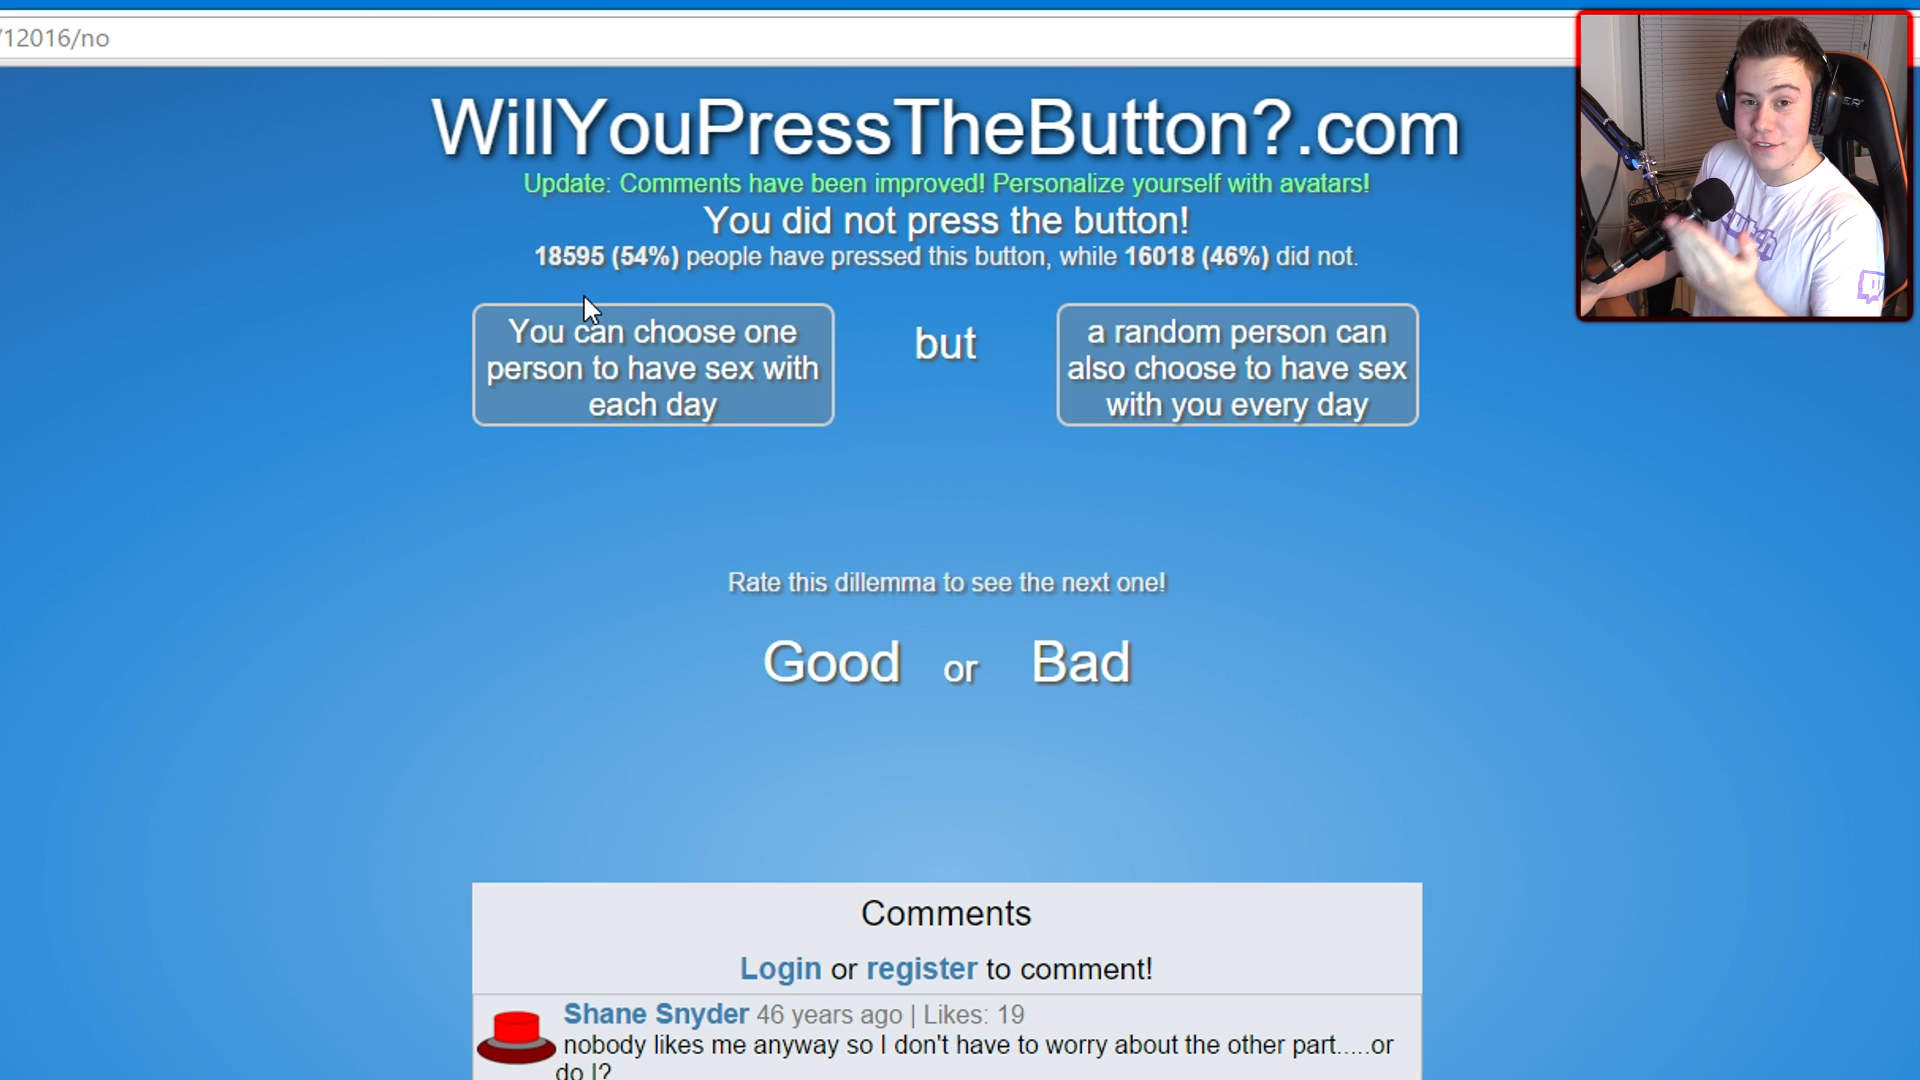 /12016/no
WillYouPressTheButton?.com
Update: Comments have been improved! Personalize yourself with avatars!
You did not press the button!
18595 (54%) people have pressed this button, while 16018 (46%) did not.
You can choose one
person to have sex with
each day
but
a random person can
also choose to have sex
with you every day
Rate this dillemma to see the next one!
Good or Bad
Comments
Login or register to comment!
Shane Snyder 46 years ago | Likes: 19
nobody likes me anyway so I don't have to worry about the other part.....or
do I?